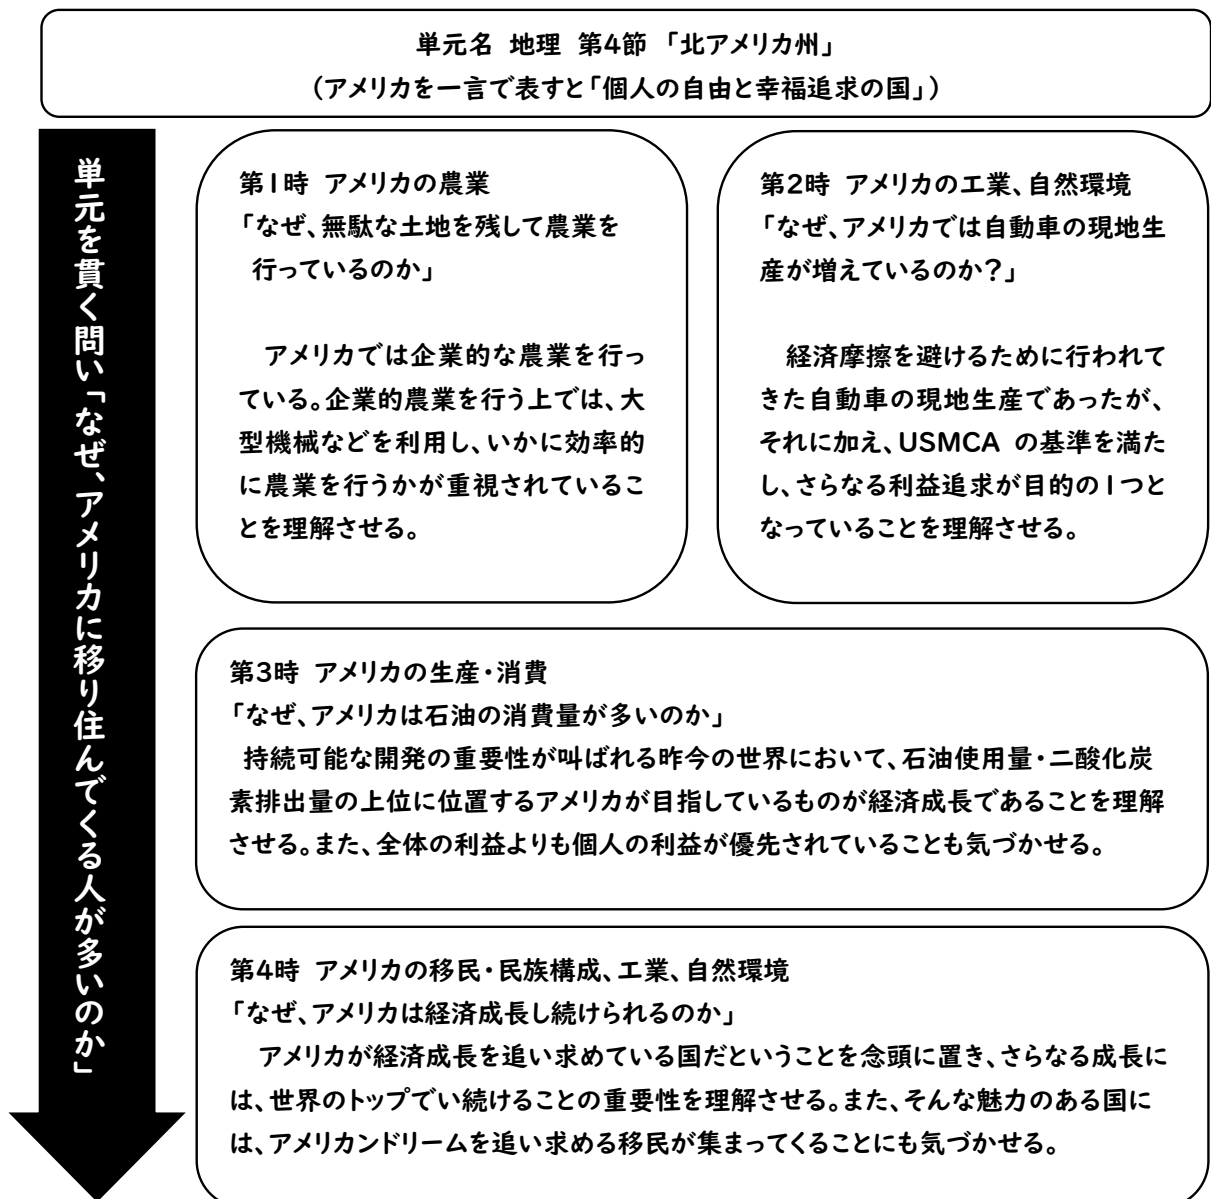 単元名 地理 第4節 「北アメリカ州」
（アメリカを一言で表すと「個人の自由と幸福追求の国」）
単元を貫く問い「なぜ、アメリカに移り住んでくる人が多いのか」
第1時 アメリカの農業
「なぜ、無駄な土地を残して農業を
行っているのか」
アメリカでは企業的な農業を行っ
ている。企業的農業を行う上では、大
型機械などを利用し、いかに効率的
に農業を行うかが重視されているこ
とを理解させる。
第2時 アメリカの工業、自然環境
「なぜ、アメリカでは自動車の現地生
産が増えているのか？」
経済摩擦を避けるために行われて
きた自動車の現地生産であったが、
それに加え、USMCA の基準を満た
し、さらなる利益追求が目的の1つと
なっていることを理解させる。
第3時 アメリカの生産・消費
「なぜ、アメリカは石油の消費量が多いのか」
持続可能な開発の重要性が叫ばれる昨今の世界において、石油使用量・二酸化炭
素排出量の上位に位置するアメリカが目指しているものが経済成長であることを理解
させる。また、全体の利益よりも個人の利益が優先されていることも気づかせる。
第4時 アメリカの移民・民族構成、工業、自然環境
「なぜ、アメリカは経済成長し続けられるのか」
アメリカが経済成長を追い求めている国だということを念頭に置き、さらなる成長に
は、世界のトップでい続けることの重要性を理解させる。また、そんな魅力のある国に
は、アメリカンドリームを追い求める移民が集まってくることにも気づかせる。